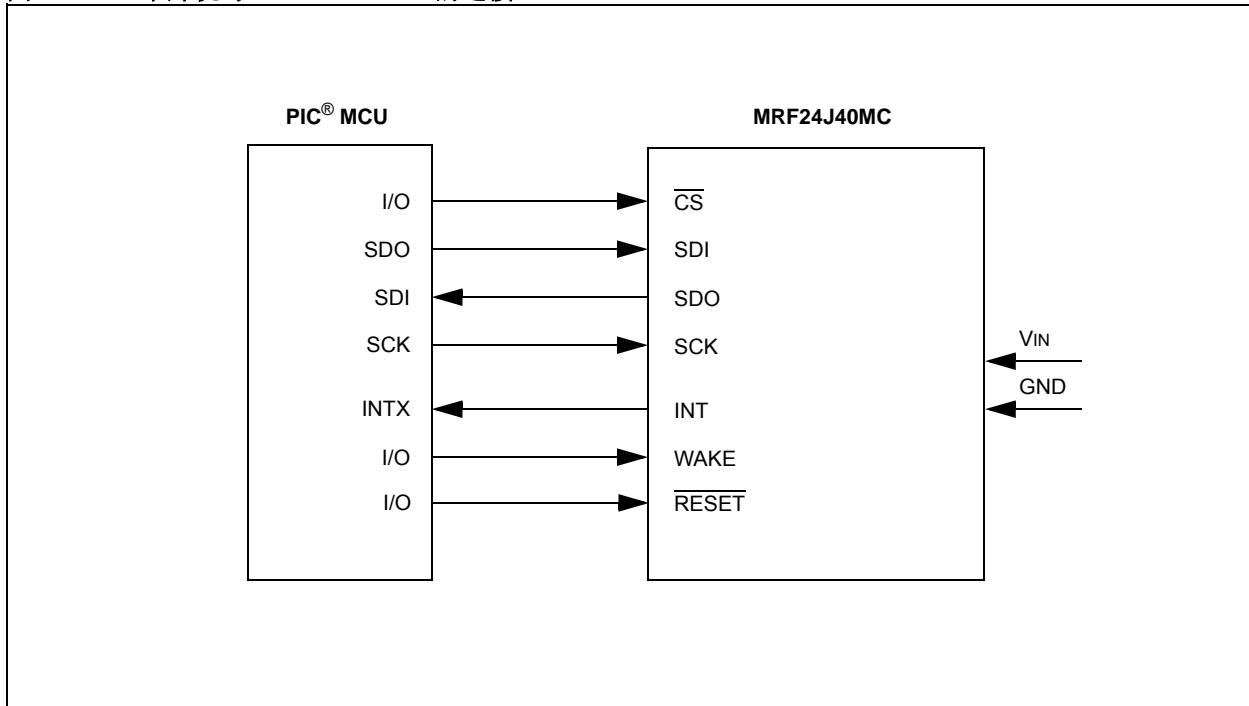 PIC® MCU
MRF24J40MC
I/O
CS
SDO
SDI
SDI
SDO
SCK
SCK
VIN
GND
INTX
INT
I/O
WAKE
I/O
RESET